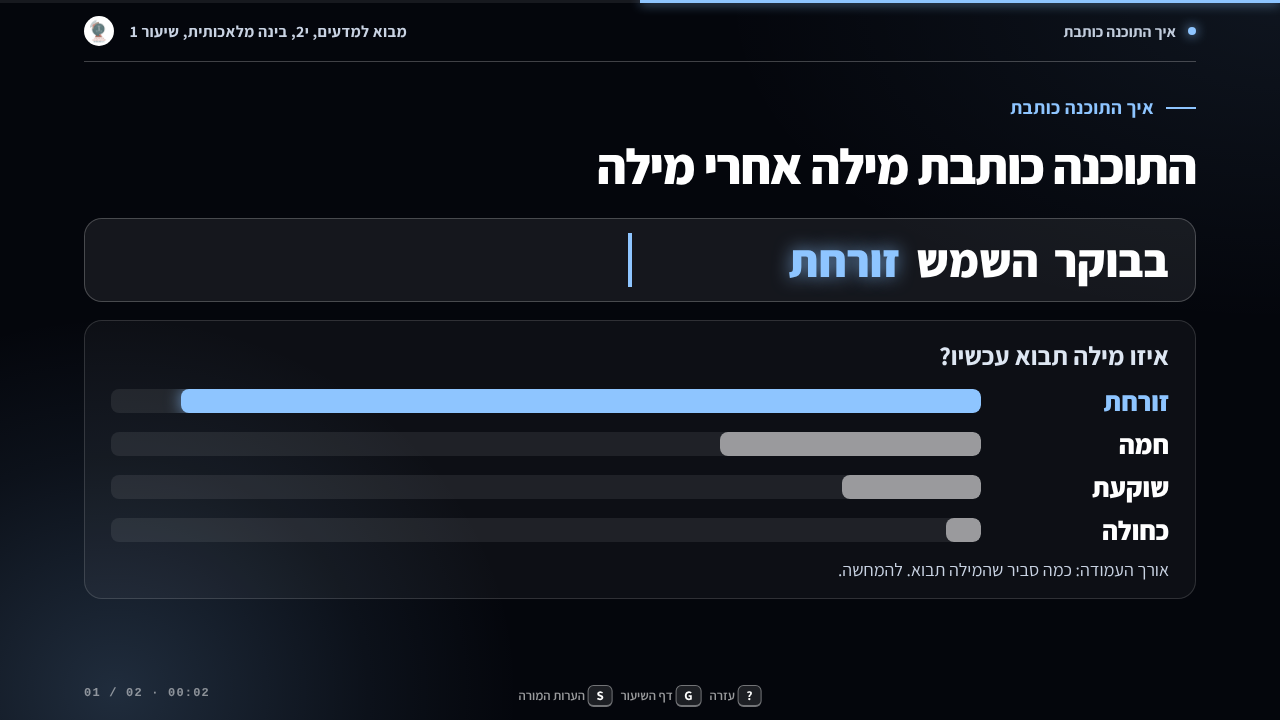 איך התוכנה כותבת
מבוא למדעים, י2, בינה מלאכותית, שיעור 1
איך התוכנה כותבת
התוכנה כותבת מילה אחרי מילה
בבוקר השמש זורחת
איזו מילה תבוא עכשיו?
זורחת
חמה
שוקעת
כחולה
אורך העמודה: כמה סביר שהמילה תבוא. להמחשה.
? עזרה G דף השיעור S הערות המורה
01 / 02 · 00:02